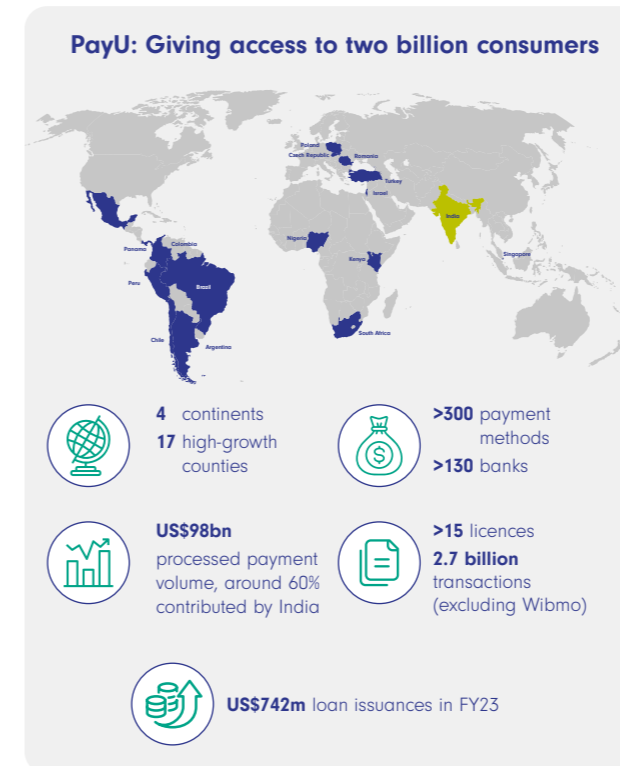 PayU: Giving access to two billion consumers
Poland
Czech Republic
Romania
Turkey
Israel
India
Nigeria
Kenya
Singapore
Panama
Colombia
Peru
Brazil
Chile
Argentina
South Africa
4 continents
17 high-growth
counties
>300 payment
methods
>130 banks
US$98bn
processed payment
volume, around 60%
contributed by India
>15 licences
2.7 billion
transactions
(excluding Wibmo)
US$742m loan issuances in FY23